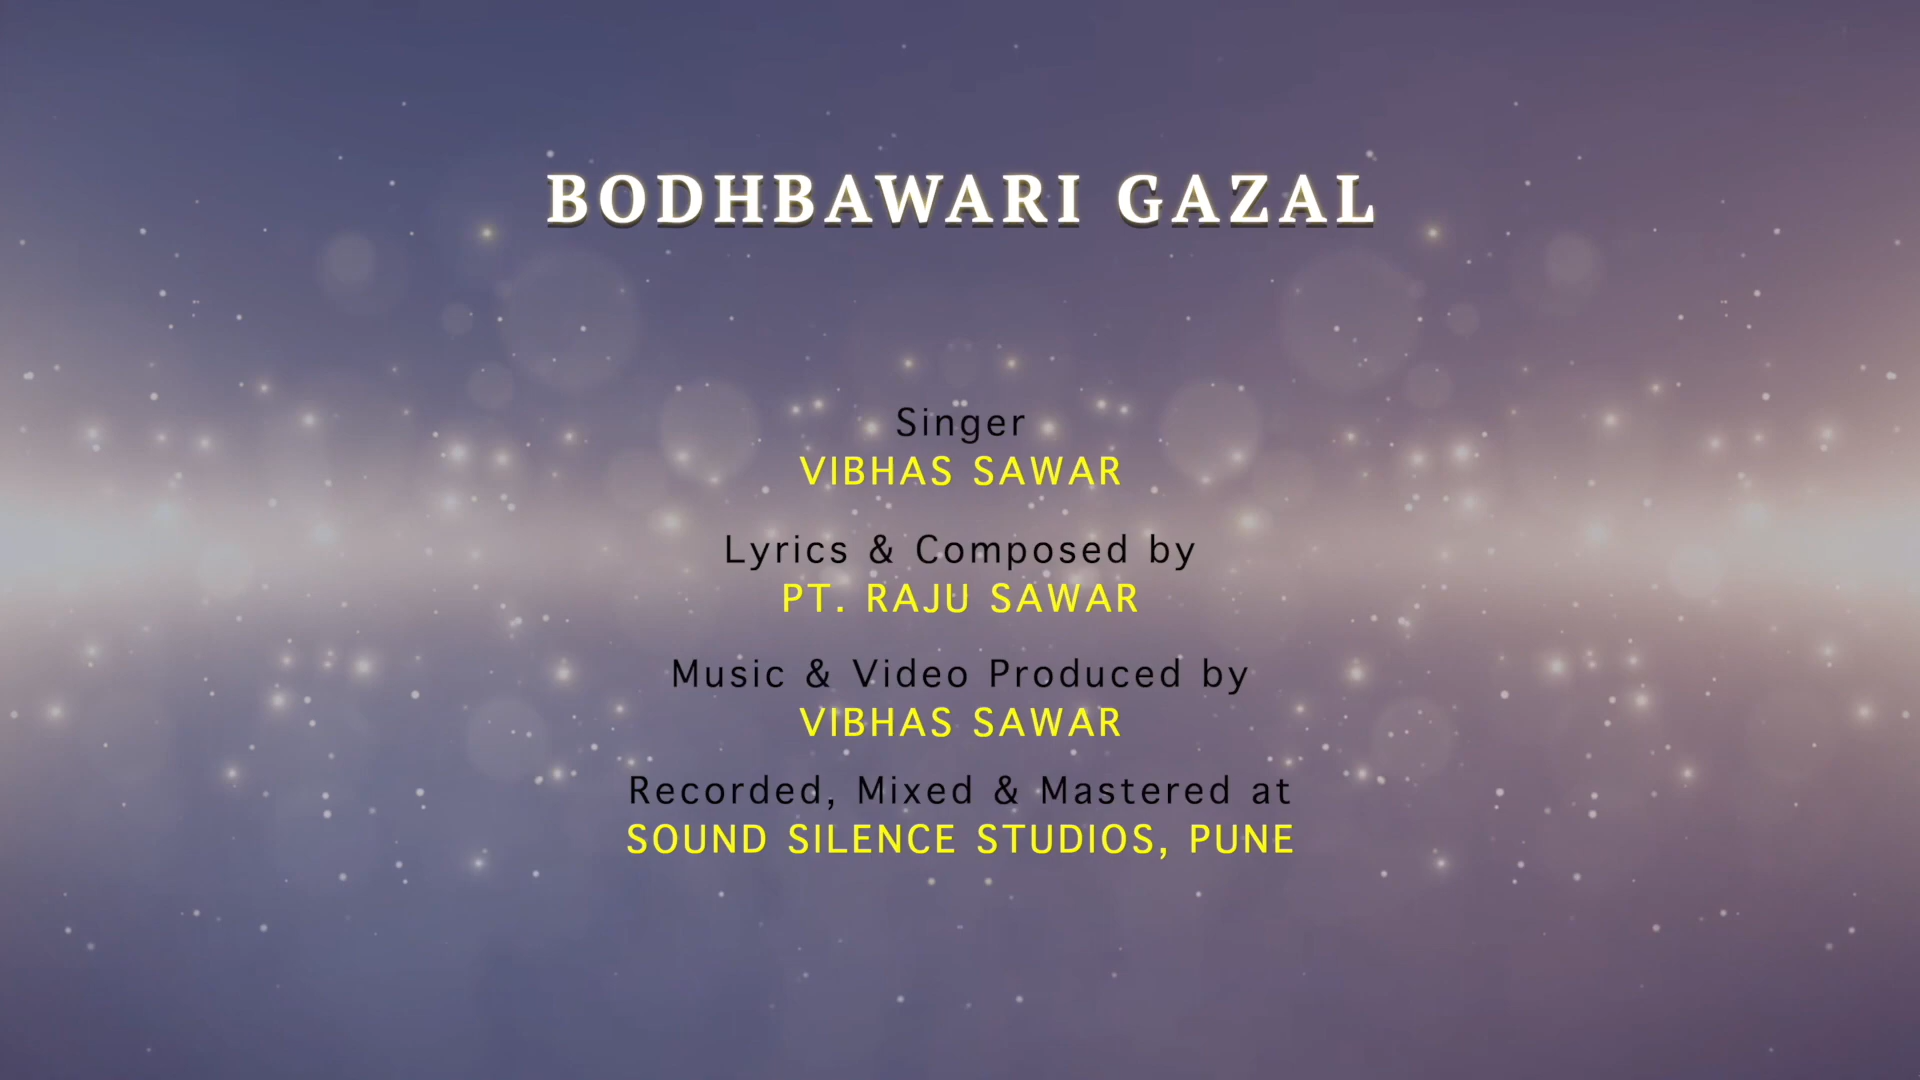 BODHBAWARI GAZAL
Singer
VIBHAS SAWAR
Lyrics & Composed by
PT. RAJU SAWAR
Music & Video Produced by
VIBHAS SAWAR
Recorded, Mixed & Mastered at
SOUND SILENCE STUDIOS, PUNE